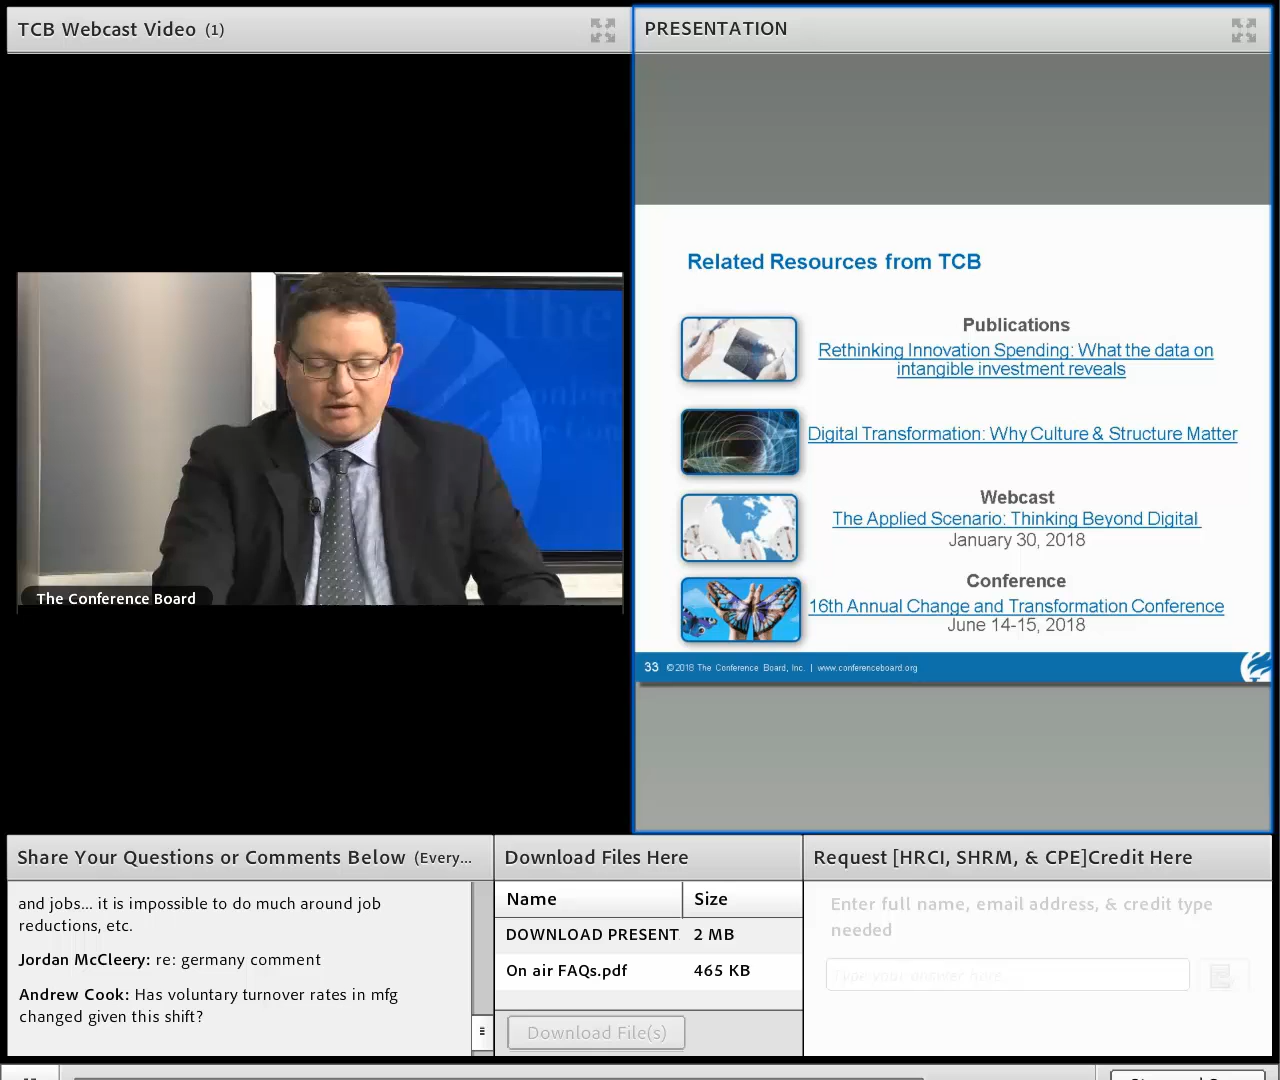 TCB Webcast Video (1)
PRESENTATION
The Conference Board
Related Resources from TCB
Publications
Rethinking Innovation Spending: What the data on
intangible investment reveals
Digital Transformation: Why Culture & Structure Matter
Webcast
The Applied Scenario: Thinking Beyond Digital
January 30, 2018
Conference
16th Annual Change and Transformation Conference
June 14-15, 2018
33 ©2018 The Conference Board, Inc. | www.conferenceboard.org
Share Your Questions or Comments Below (Every...
and jobs... it is impossible to do much around job
reductions, etc.
Jordan McCleery: re: germany comment
Andrew Cook: Has voluntary turnover rates in mfg
changed given this shift?
Download Files Here
Name Size
DOWNLOAD PRESENT 2 MB
On air FAQs.pdf 465 KB
Download File(s)
Request [HRCI, SHRM, & CPE]Credit Here
Enter full name, email address, & credit type
needed
Type your answer here...